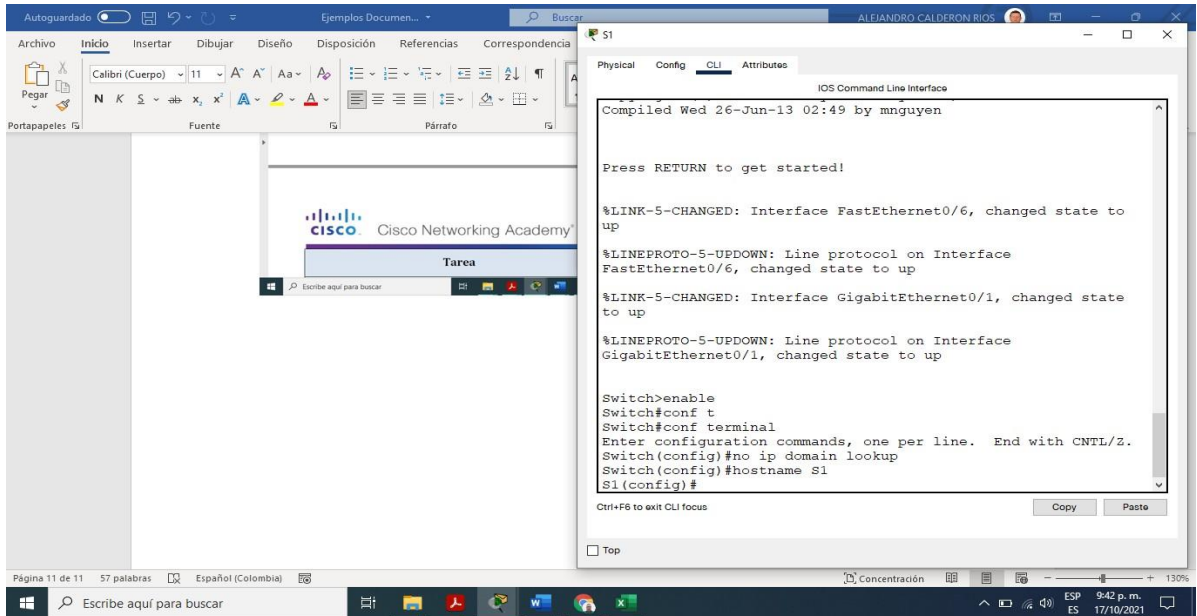 Autoguardado
Ejemplos Documen...
Buscar
ALEJANDRO CALDERON RIOS
Archivo Inicio Insertar Dibujar Diseño Disposición Referencias Correspondencia
Pegar
Calibri (Cuerpo) 11
N K S ab x₂ x²
Portapapeles Fuente Párrafo
CISCO. Cisco Networking Academy®
Tarea
Escribe aquí para buscar
S1
Physical Config CLI Attributes
IOS Command Line Interface
Compiled Wed 26-Jun-13 02:49 by mnguyen
Press RETURN to get started!
%LINK-5-CHANGED: Interface FastEthernet0/6, changed state to
up
%LINEPROTO-5-UPDOWN: Line protocol on Interface
FastEthernet0/6, changed state to up
%LINK-5-CHANGED: Interface GigabitEthernet0/1, changed state
to up
%LINEPROTO-5-UPDOWN: Line protocol on Interface
GigabitEthernet0/1, changed state to up
Switch>enable
Switch#conf t
Switch#conf terminal
Enter configuration commands, one per line.  End with CNTL/Z.
Switch(config)#no ip domain lookup
Switch(config)#hostname S1
S1(config)#
Ctrl+F6 to exit CLI focus
Copy Paste
Top
Página 11 de 11 57 palabras Español (Colombia) Concentración 130%
Escribe aquí para buscar
ESP 9:42 p. m.
ES 17/10/2021